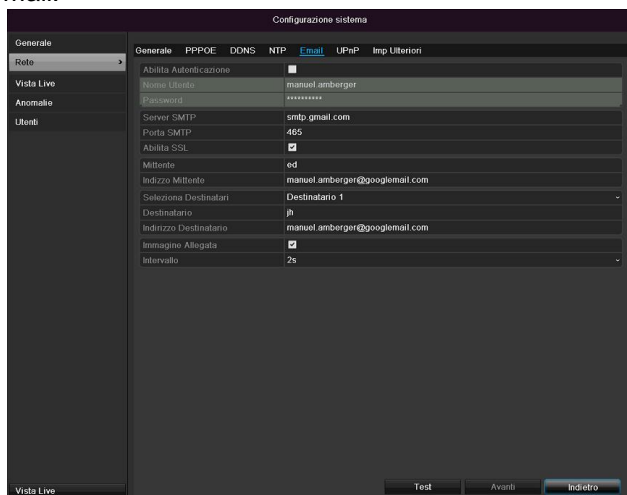 Configurazione sistema
Generale
Rete
Vista Live
Anomalie
Utenti
Generale PPPOE DDNS NTP Email UPnP Imp Ulteriori
Abilita Autenticazione
Nome Utente manuel.amberger
Password **********
Server SMTP smtp.gmail.com
Porta SMTP 465
Abilita SSL
Mittente ed
Indizzo Mittente manuel.amberger@googlemail.com
Seleziona Destinatari Destinatario 1
Destinatario jh
Indirizzo Destinatario manuel.amberger@googlemail.com
Immagine Allegata
Intervallo 2s
Vista Live
Test Avanti Indietro